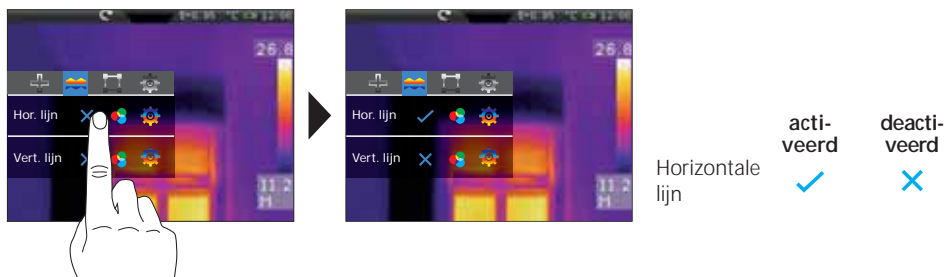 26.8
Hor. lijn
Vert. lijn
11.2
M
26.8
Hor. lijn
Vert. lijn
11.2
M
acti-
veerd
deacti-
veerd
Horizontale
lijn